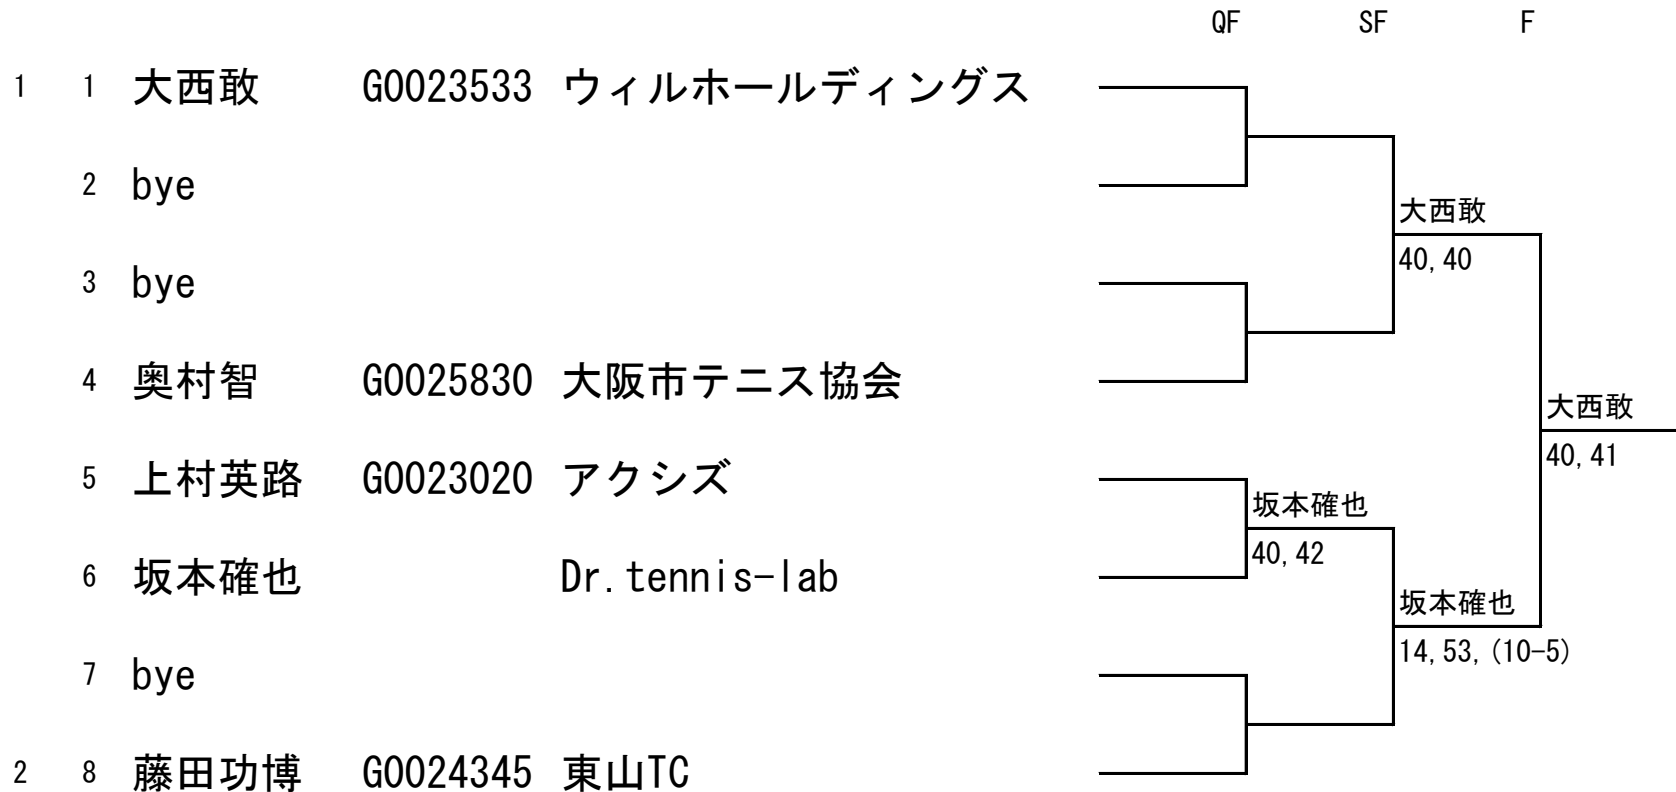 QF SF F
1 1 大西敢 G0023533 ウィルホールディングス
2 bye
大西敢
40,40
3 bye
4 奥村智 G0025830 大阪市テニス協会
大西敢
40,41
5 上村英路 G0023020 アクシズ
坂本確也
40,42
6 坂本確也 Dr.tennis-lab
坂本確也
14,53,(10-5)
7 bye
2 8 藤田功博 G0024345 東山TC